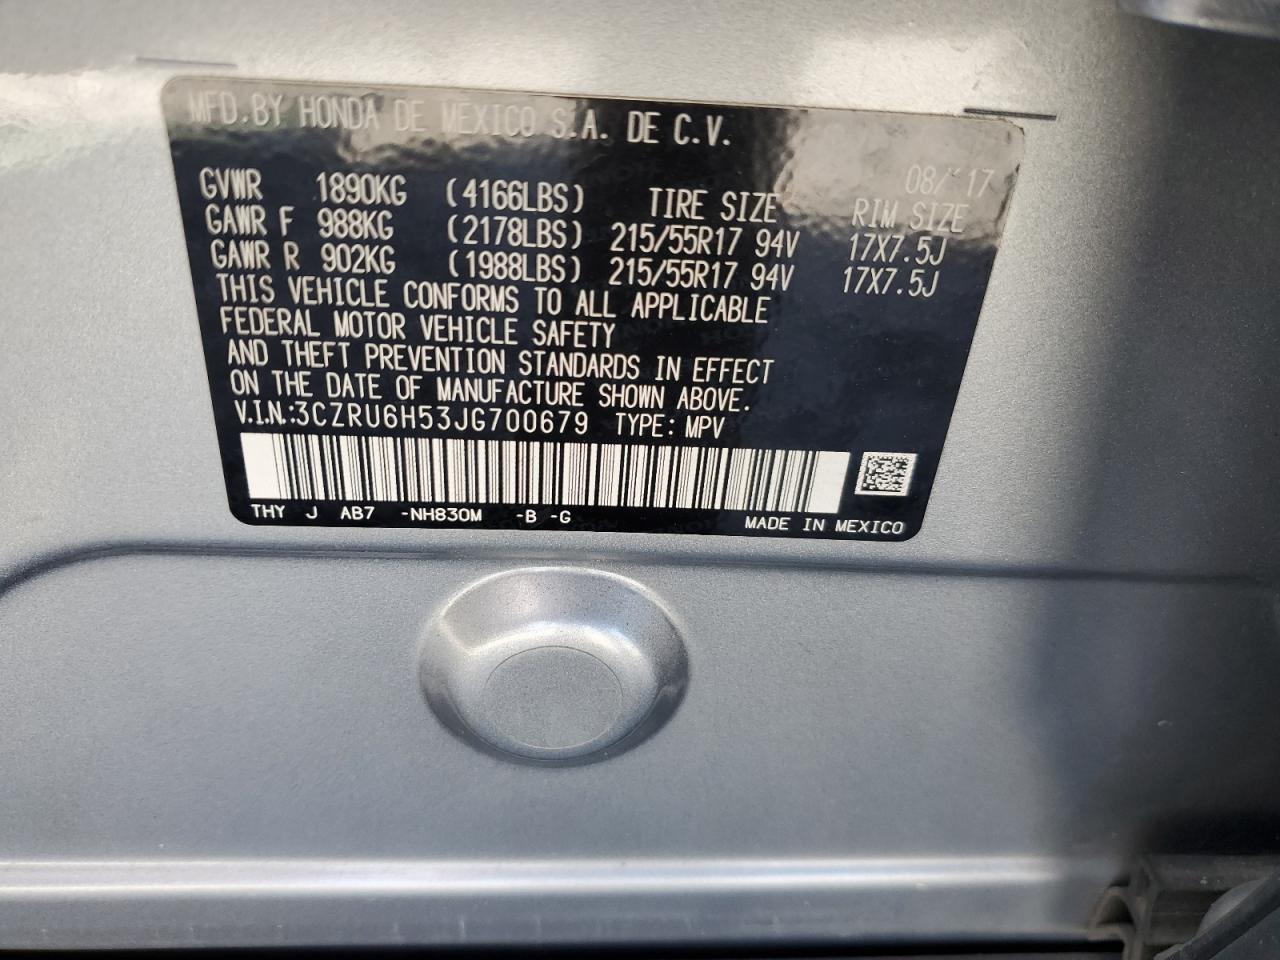 MFD.BY HONDA DE MEXICO S.A. DE C.V.
08/'17
GVWR 1890KG (4166LBS) TIRE SIZE RIM SIZE
GAWR F 988KG (2178LBS) 215/55R17 94V 17X7.5J
GAWR R 902KG (1988LBS) 215/55R17 94V 17X7.5J
THIS VEHICLE CONFORMS TO ALL APPLICABLE
FEDERAL MOTOR VEHICLE SAFETY
AND THEFT PREVENTION STANDARDS IN EFFECT
ON THE DATE OF MANUFACTURE SHOWN ABOVE.
V.I.N.:3CZRU6H53JG700679 TYPE: MPV
THY J AB7 -NH830M -B -G
MADE IN MEXICO